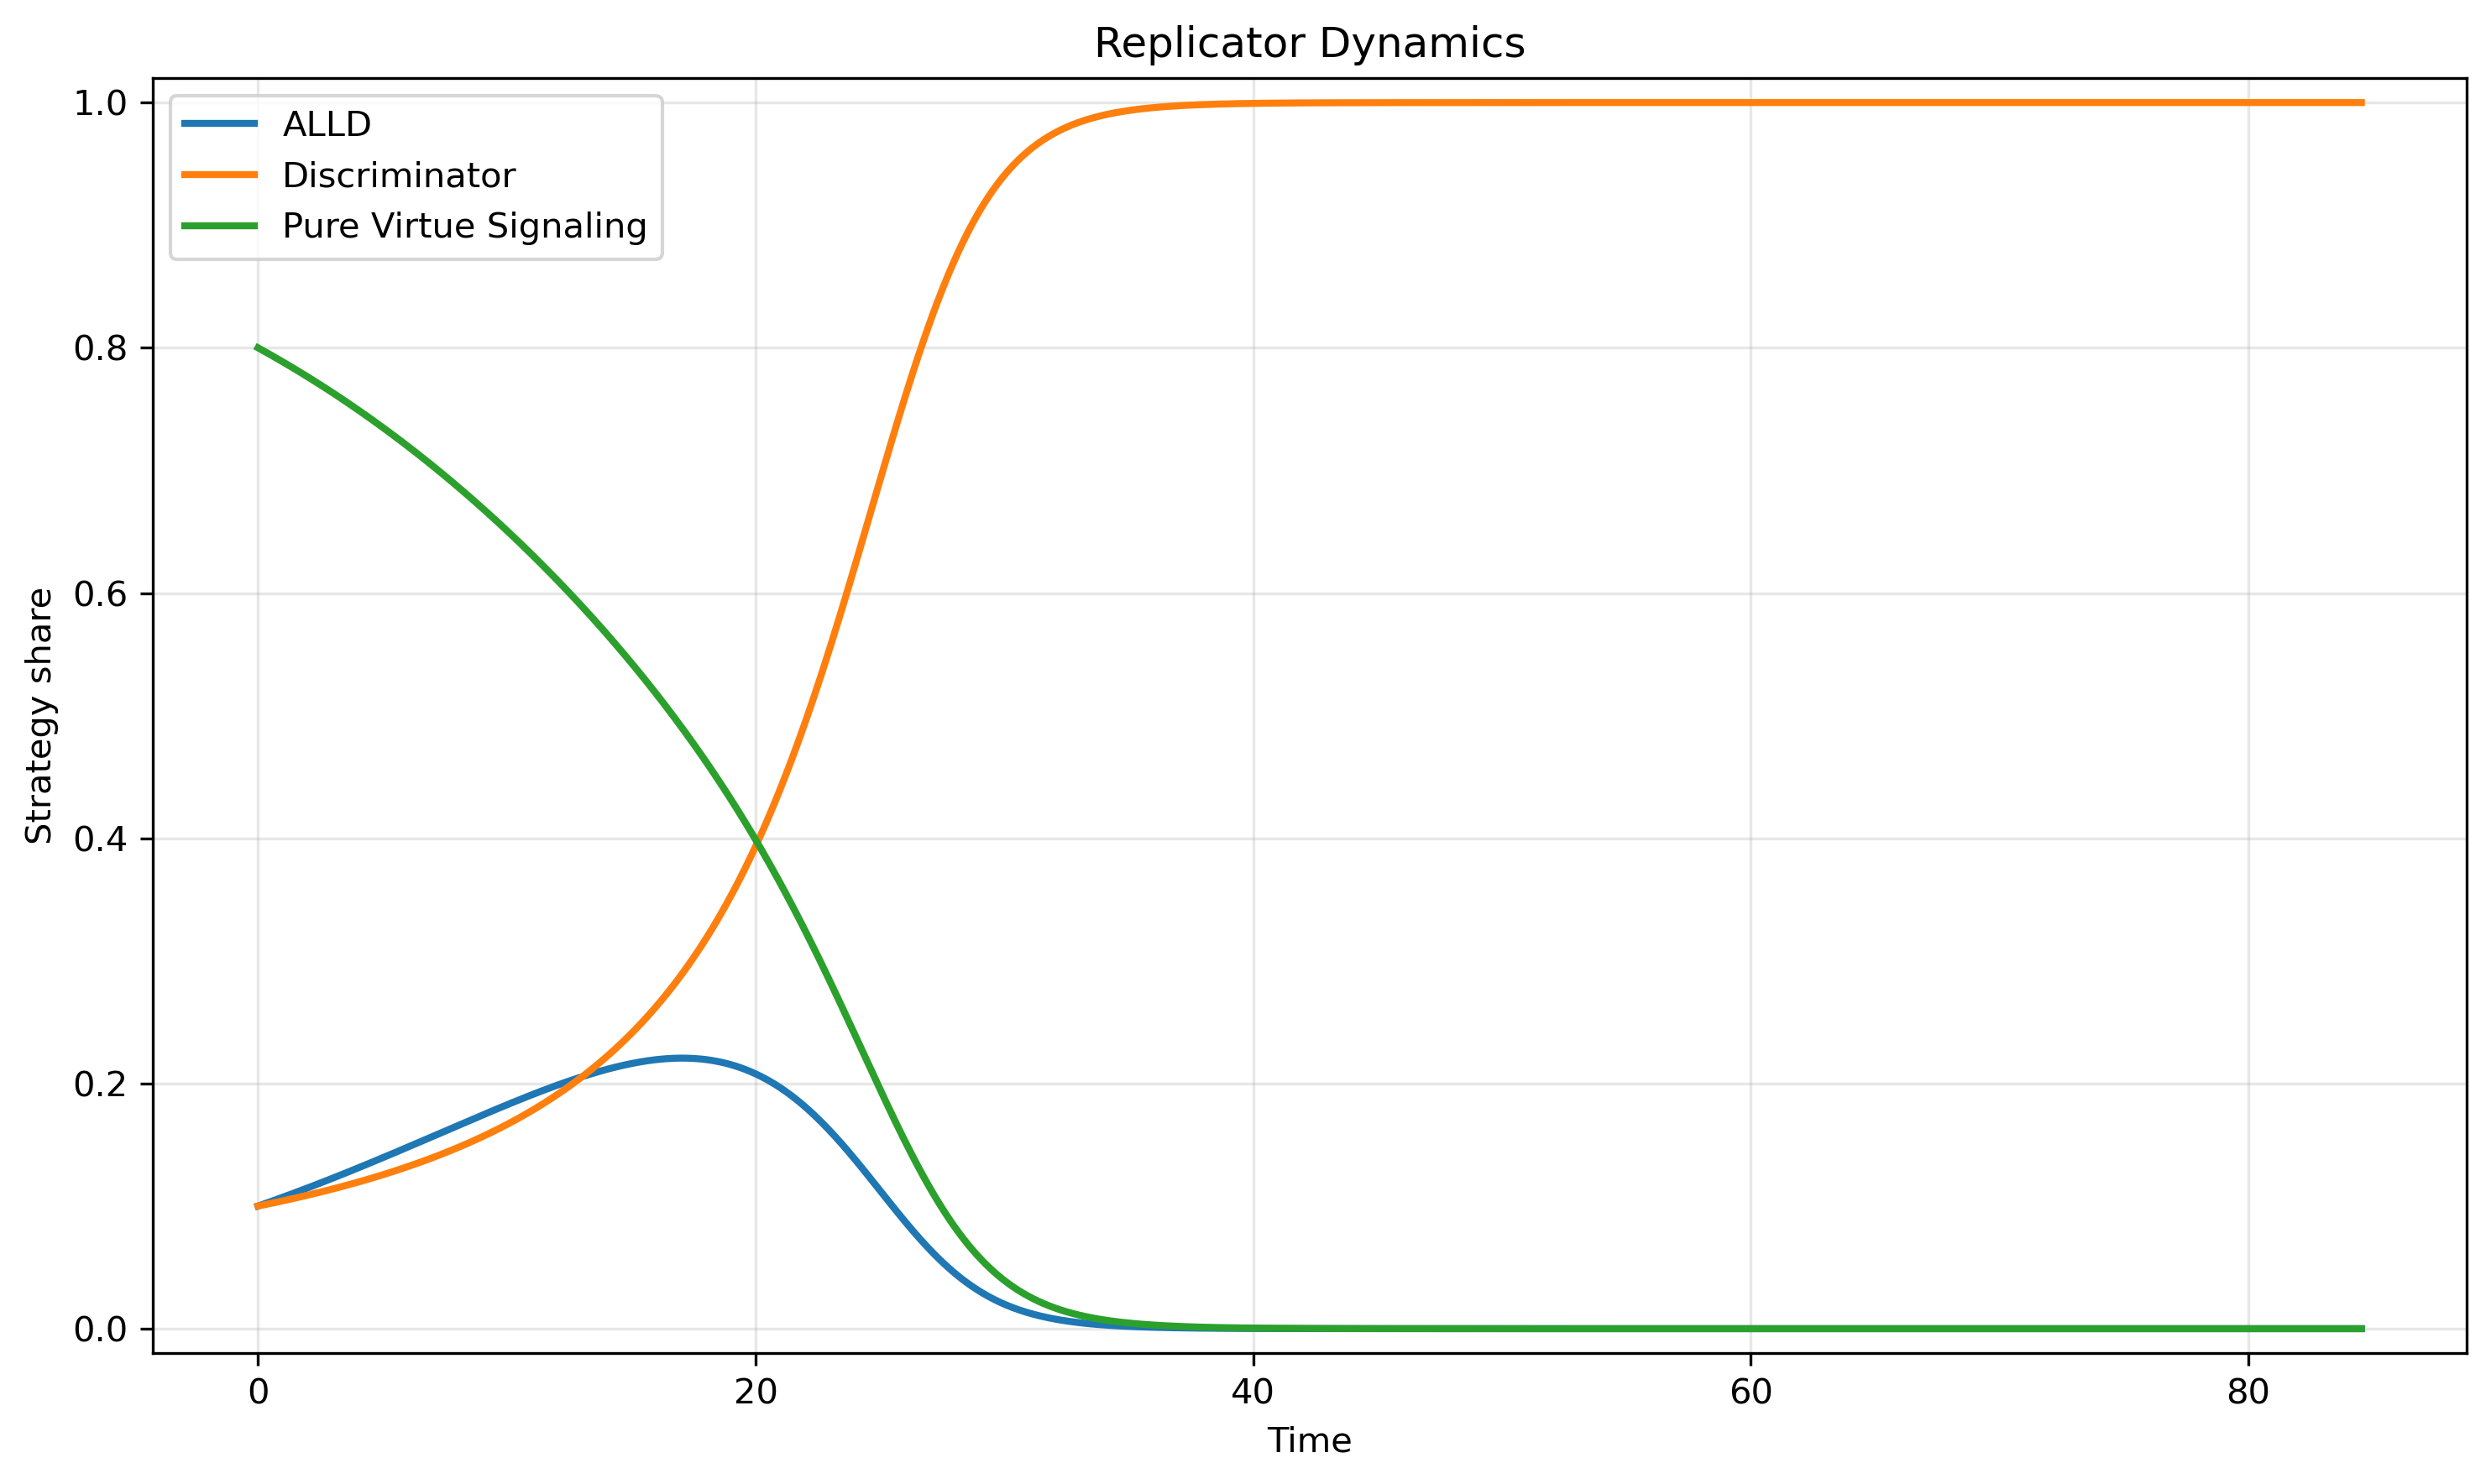 Replicator Dynamics
ALLD
Discriminator
Pure Virtue Signaling
Strategy share
1.0
0.8
0.6
0.4
0.2
0.0
0 20 40 60 80
Time